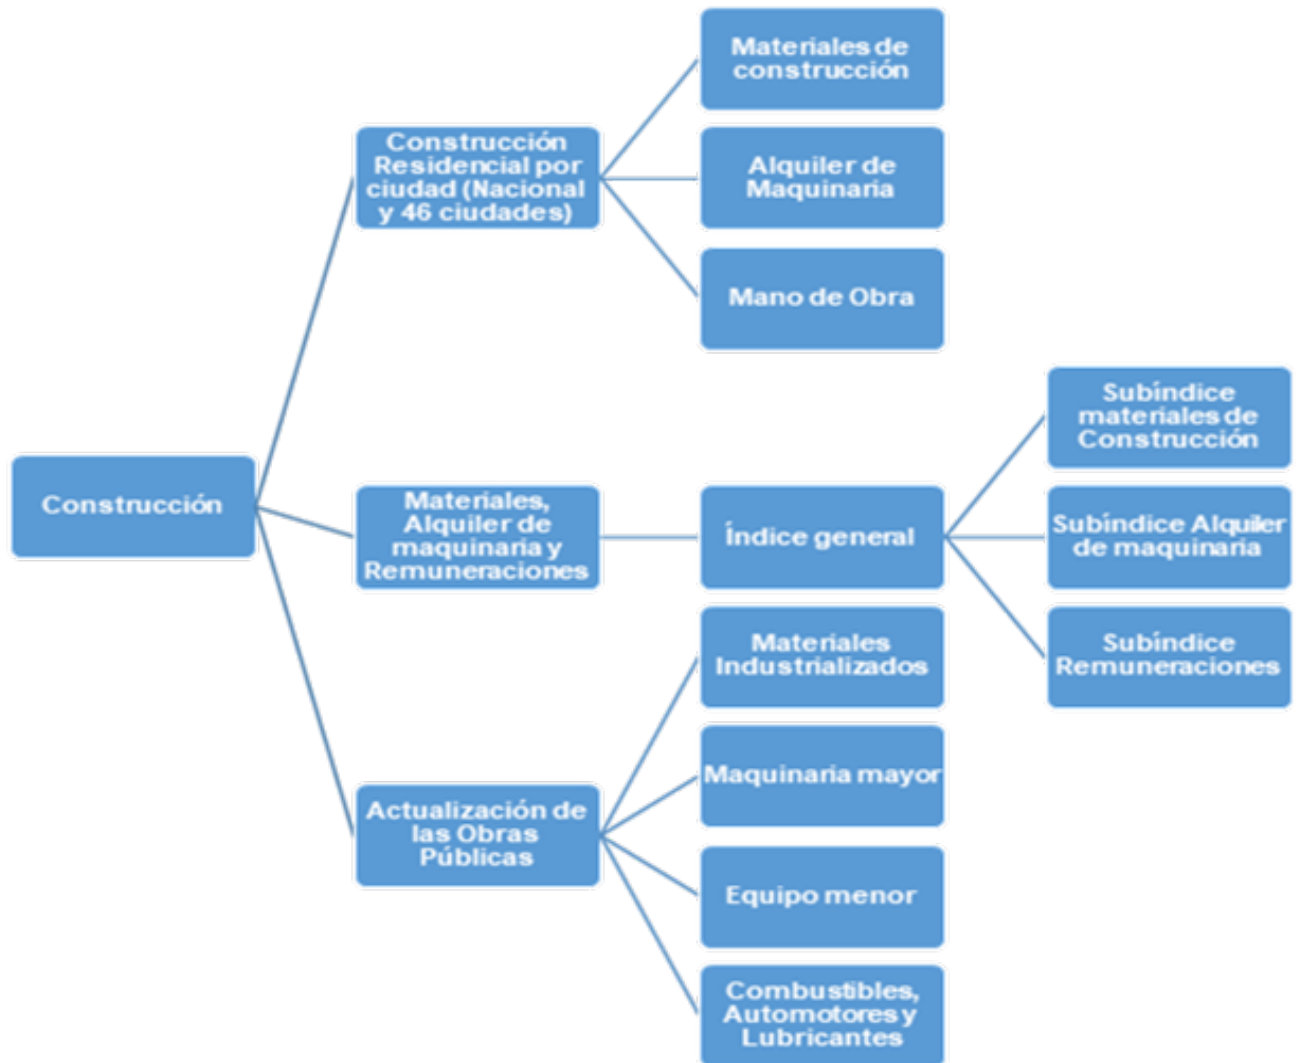 Construcción
Construcción
Residencial por
ciudad (Nacional
y 46 ciudades)
Materiales de
construcción
Alquiler de
Maquinaria
Mano de Obra
Materiales,
Alquiler de
maquinaria y
Remuneraciones
Índice general
Subíndice
materiales de
Construcción
Subíndice Alquiler
de maquinaria
Subíndice
Remuneraciones
Actualización de
las Obras
Públicas
Materiales
Industrializados
Maquinaria mayor
Equipo menor
Combustibles,
Automotores y
Lubricantes